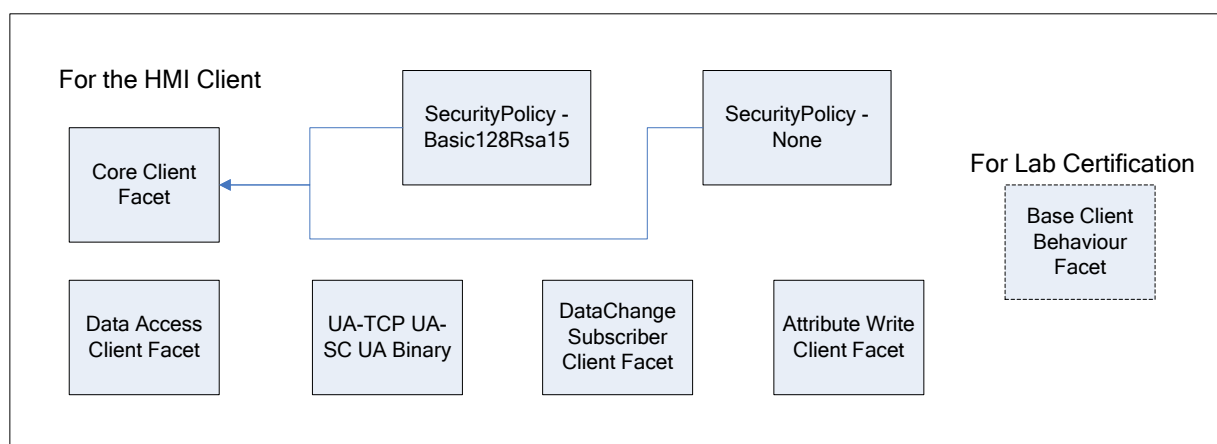 For the HMI Client
SecurityPolicy -
Basic128Rsa15
SecurityPolicy -
None
Core Client
Facet
For Lab Certification
Base Client
Behaviour
Facet
Data Access
Client Facet
UA-TCP UA-
SC UA Binary
DataChange
Subscriber
Client Facet
Attribute Write
Client Facet